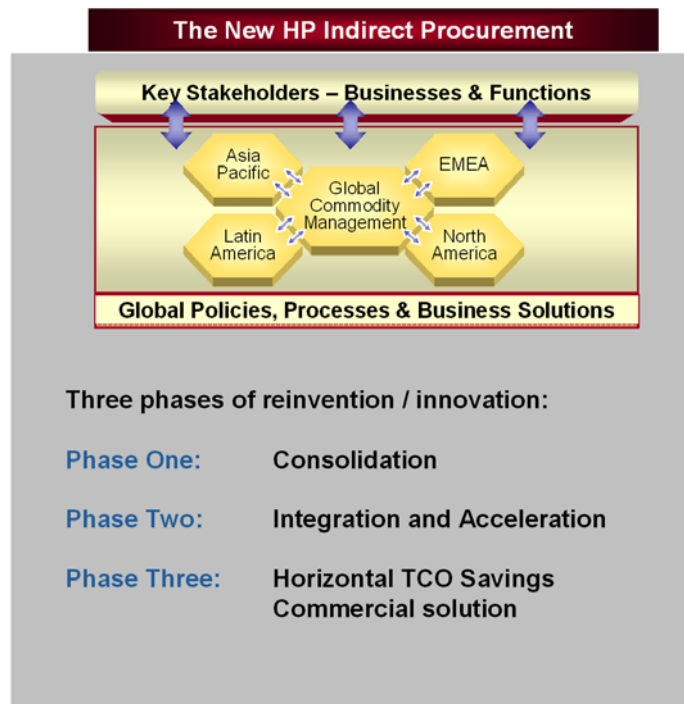 The New HP Indirect Procurement
Key Stakeholders – Businesses & Functions
Asia
Pacific
EMEA
Global
Commodity
Management
Latin
America
North
America
Global Policies, Processes & Business Solutions
Three phases of reinvention / innovation:
Phase One: Consolidation
Phase Two: Integration and Acceleration
Phase Three: Horizontal TCO Savings
Commercial solution